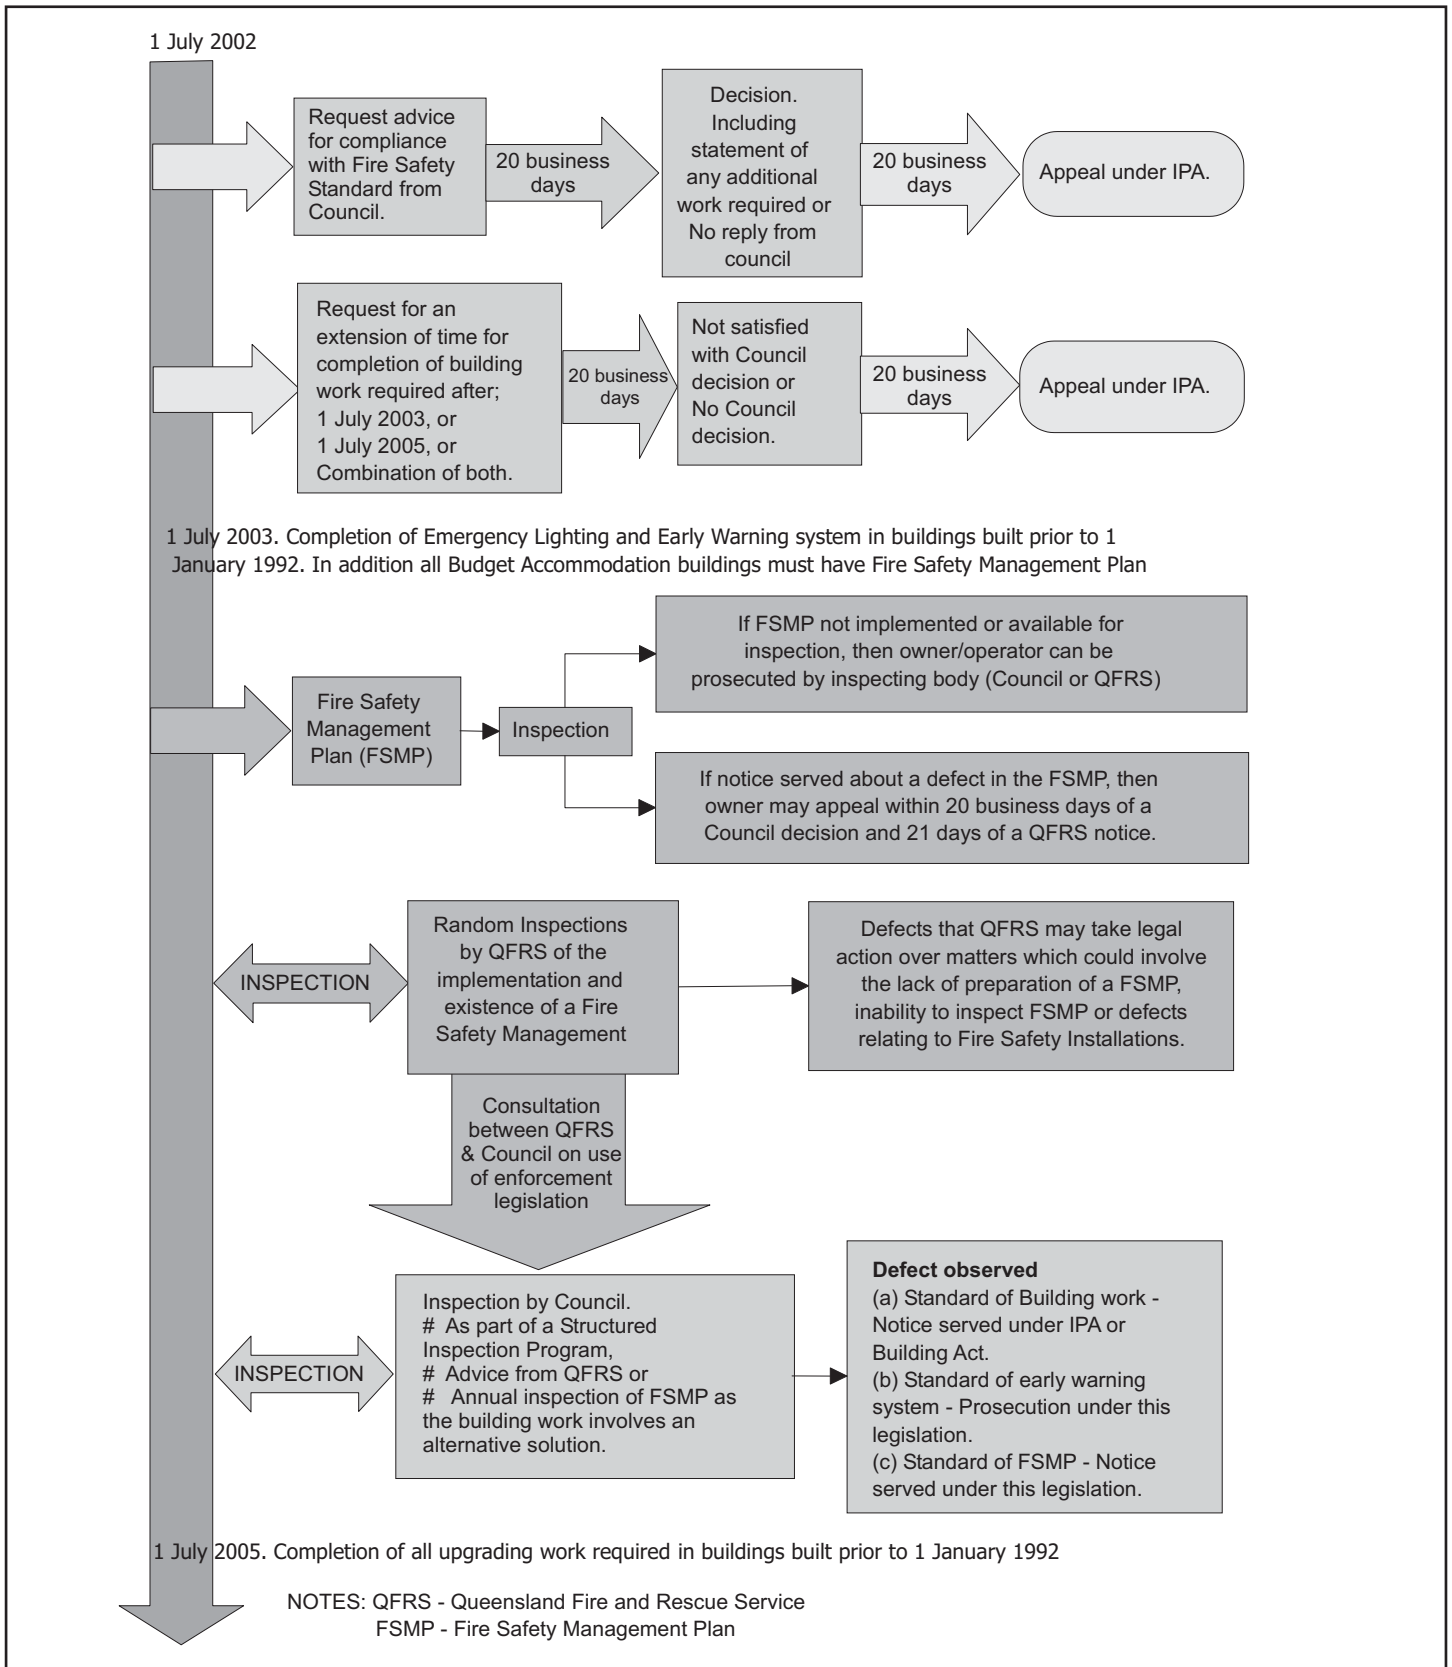 1 July 2002
Request advice
for compliance
with Fire Safety
Standard from
Council.
20 business
days
Decision.
Including
statement of
any additional
work required or
No reply from
council
20 business
days
Appeal under IPA.
Request for an
extension of time for
completion of building
work required after;
1 July 2003, or
1 July 2005, or
Combination of both.
20 business
days
Not satisfied
with Council
decision or
No Council
decision.
20 business
days
Appeal under IPA.
1 July 2003. Completion of Emergency Lighting and Early Warning system in buildings built prior to 1
January 1992. In addition all Budget Accommodation buildings must have Fire Safety Management Plan
Fire Safety
Management
Plan (FSMP)
Inspection
If FSMP not implemented or available for
inspection, then owner/operator can be
prosecuted by inspecting body (Council or QFRS)
If notice served about a defect in the FSMP, then
owner may appeal within 20 business days of a
Council decision and 21 days of a QFRS notice.
INSPECTION
Random Inspections
by QFRS of the
implementation and
existence of a Fire
Safety Management
Defects that QFRS may take legal
action over matters which could involve
the lack of preparation of a FSMP,
inability to inspect FSMP or defects
relating to Fire Safety Installations.
Consultation
between QFRS
& Council on use
of enforcement
legislation
INSPECTION
Inspection by Council.
# As part of a Structured
Inspection Program,
# Advice from QFRS or
# Annual inspection of FSMP as
the building work involves an
alternative solution.
Defect observed
(a) Standard of Building work -
Notice served under IPA or
Building Act.
(b) Standard of early warning
system - Prosecution under this
legislation.
(c) Standard of FSMP - Notice
served under this legislation.
1 July 2005. Completion of all upgrading work required in buildings built prior to 1 January 1992
NOTES: QFRS - Queensland Fire and Rescue Service
FSMP - Fire Safety Management Plan